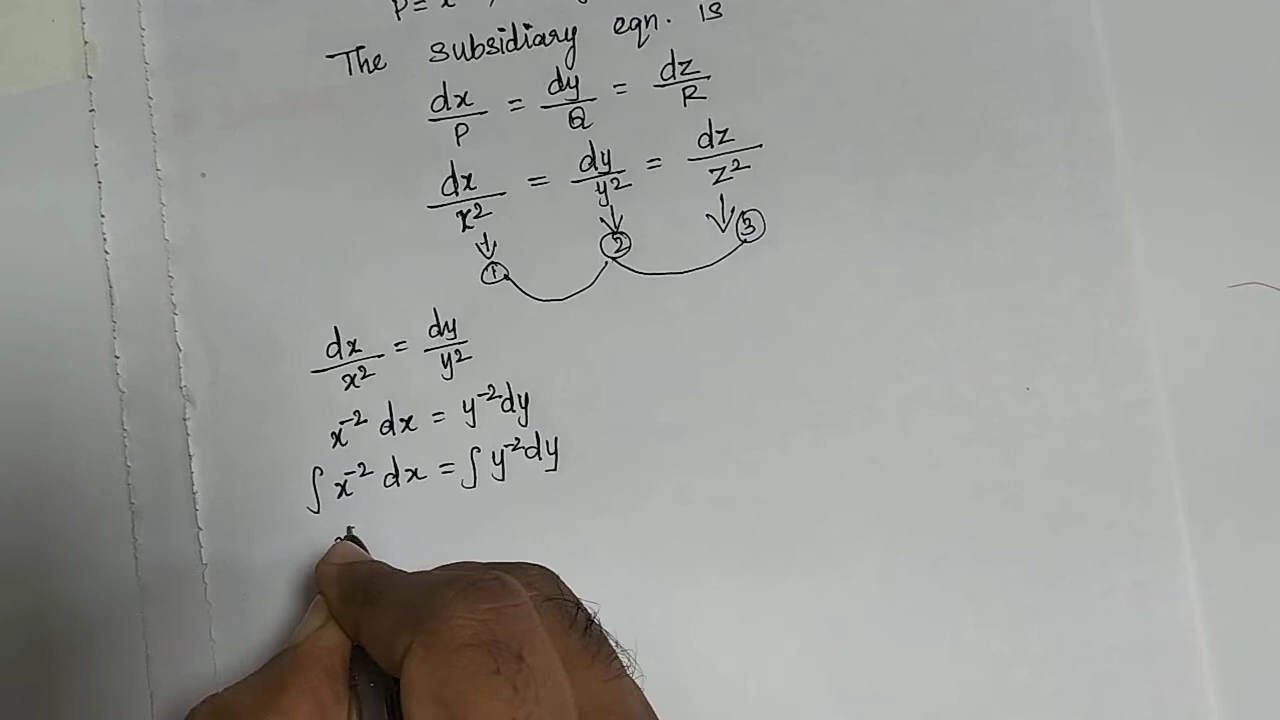 P = x
The subsidiary eqn. is
dx/P = dy/Q = dz/R
dx/x² = dy/y² = dz/z²
① ② ③
dx/x² = dy/y²
x⁻² dx = y⁻² dy
∫ x⁻² dx = ∫ y⁻² dy